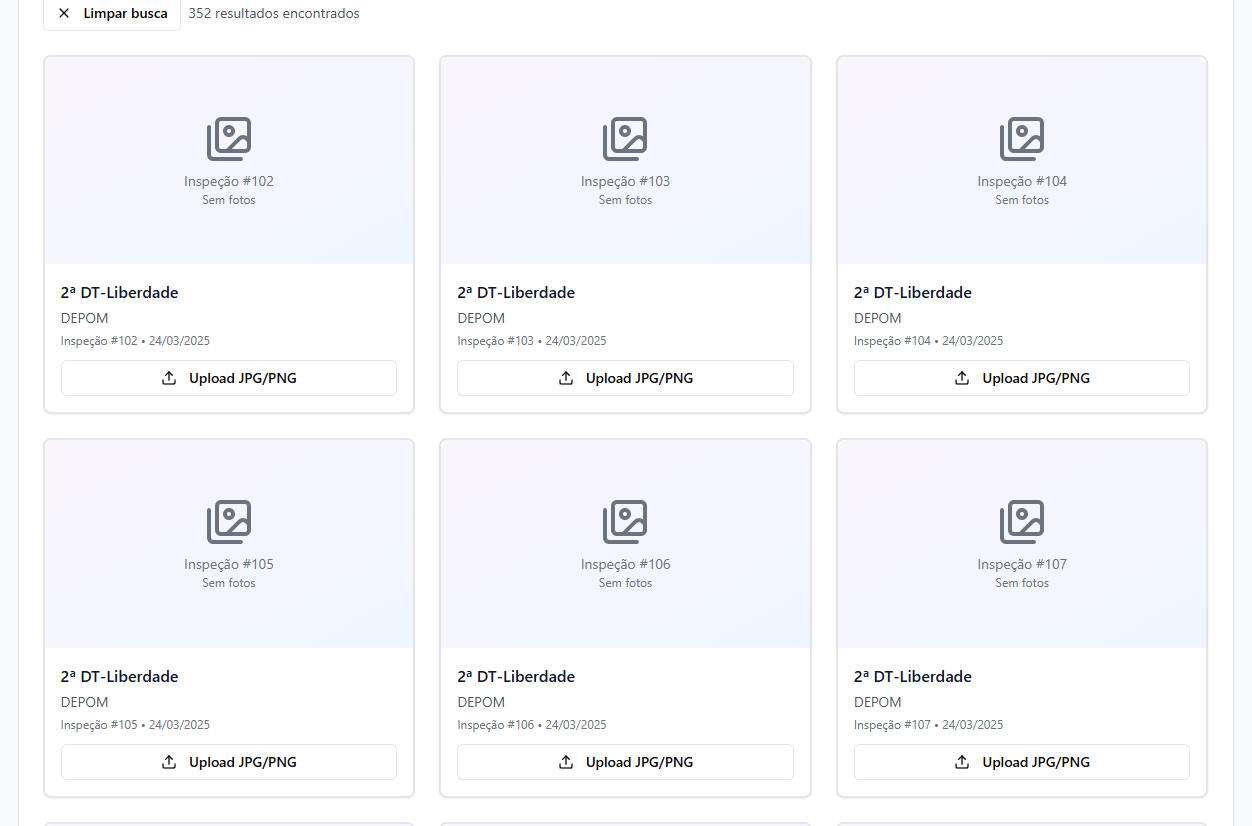 Limpar busca 352 resultados encontrados
Inspeção #102
Sem fotos
2ª DT-Liberdade
DEPOM
Inspeção #102 • 24/03/2025
Upload JPG/PNG
Inspeção #103
Sem fotos
2ª DT-Liberdade
DEPOM
Inspeção #103 • 24/03/2025
Upload JPG/PNG
Inspeção #104
Sem fotos
2ª DT-Liberdade
DEPOM
Inspeção #104 • 24/03/2025
Upload JPG/PNG
Inspeção #105
Sem fotos
2ª DT-Liberdade
DEPOM
Inspeção #105 • 24/03/2025
Upload JPG/PNG
Inspeção #106
Sem fotos
2ª DT-Liberdade
DEPOM
Inspeção #106 • 24/03/2025
Upload JPG/PNG
Inspeção #107
Sem fotos
2ª DT-Liberdade
DEPOM
Inspeção #107 • 24/03/2025
Upload JPG/PNG